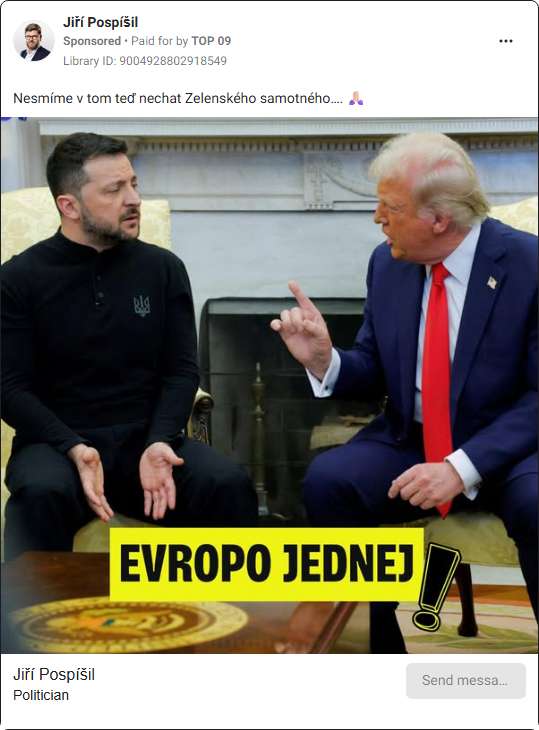 Jiří Pospíšil
Sponsored • Paid for by TOP 09
Library ID: 9004928802918549
Nesmíme v tom teď nechat Zelenského samotného.... 🙏🏻
EVROPO JEDNEJ!
Jiří Pospíšil
Politician
Send messa...